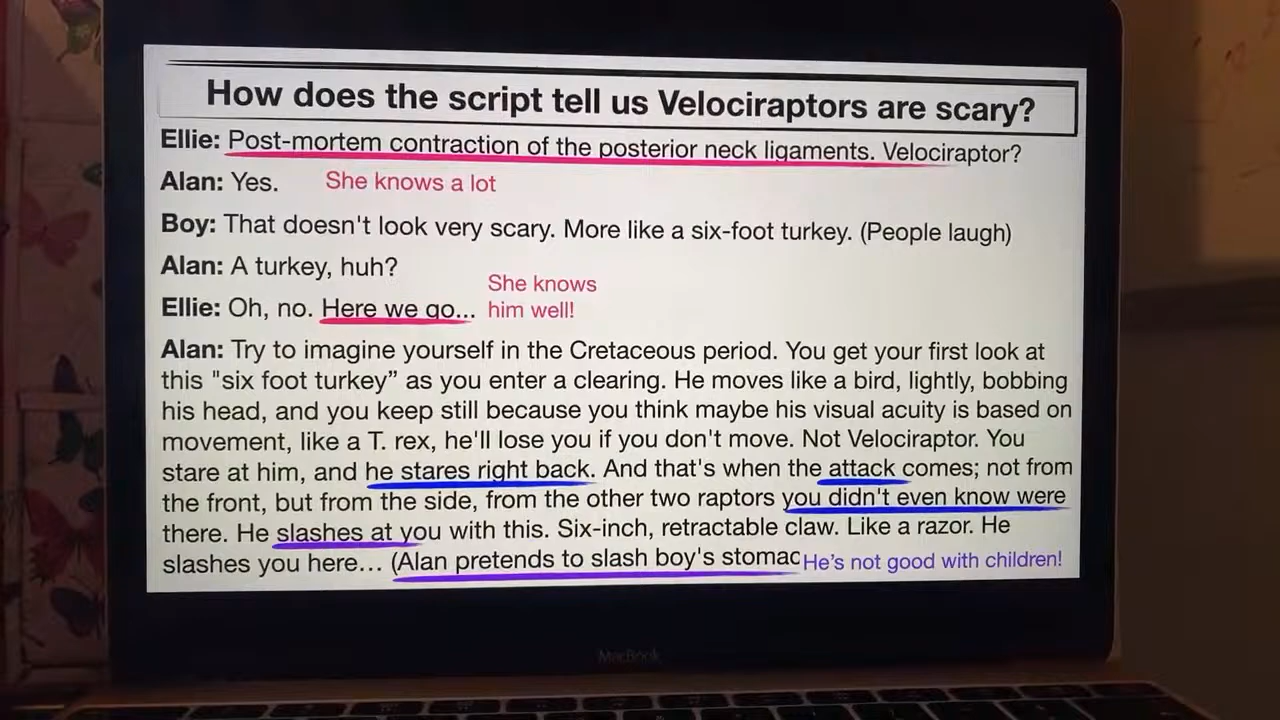 How does the script tell us Velociraptors are scary?
Ellie: Post-mortem contraction of the posterior neck ligaments. Velociraptor?
Alan: Yes. She knows a lot
Boy: That doesn't look very scary. More like a six-foot turkey. (People laugh)
Alan: A turkey, huh?
She knows
Ellie: Oh, no. Here we go... him well!
Alan: Try to imagine yourself in the Cretaceous period. You get your first look at
this "six foot turkey” as you enter a clearing. He moves like a bird, lightly, bobbing
his head, and you keep still because you think maybe his visual acuity is based on
movement, like a T. rex, he'll lose you if you don't move. Not Velociraptor. You
stare at him, and he stares right back. And that's when the attack comes; not from
the front, but from the side, from the other two raptors you didn't even know were
there. He slashes at you with this. Six-inch, retractable claw. Like a razor. He
slashes you here... (Alan pretends to slash boy's stomac He’s not good with children!
MacBook